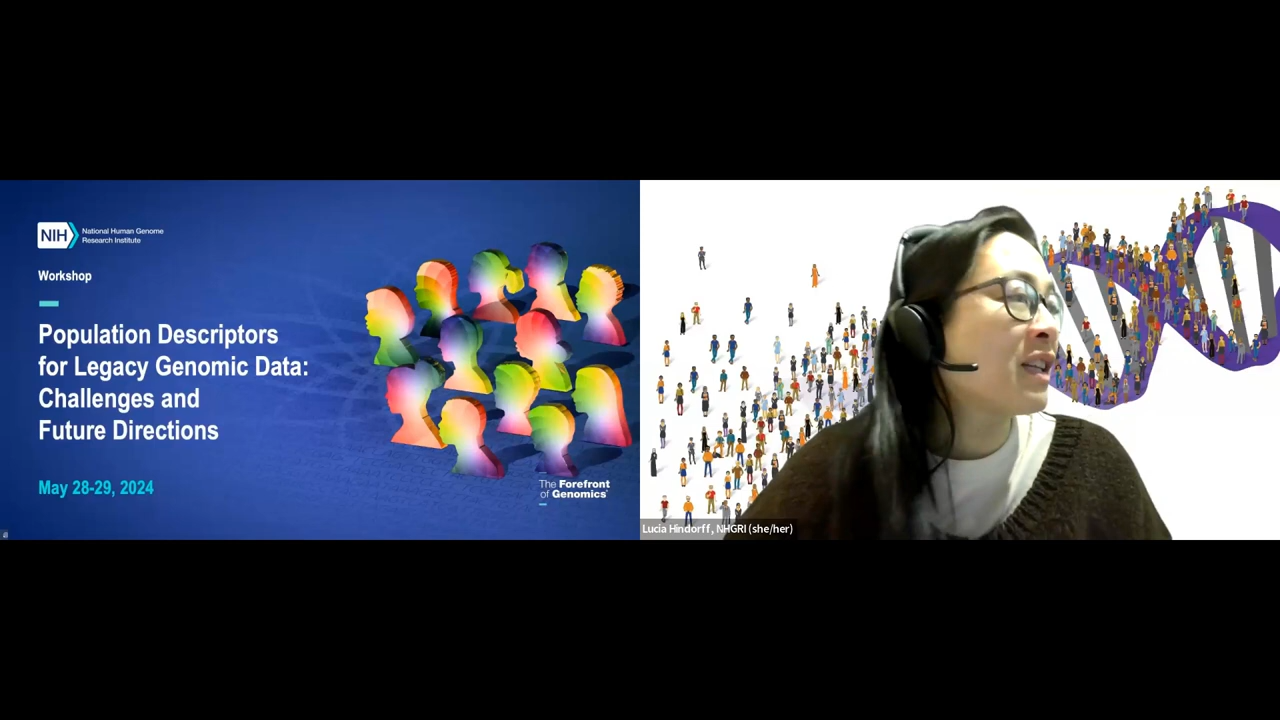 NIH
National Human Genome
Research Institute
Workshop
Population Descriptors
for Legacy Genomic Data:
Challenges and
Future Directions
May 28-29, 2024
The Forefront
of Genomics®
Lucia Hindorff, NHGRI (she/her)